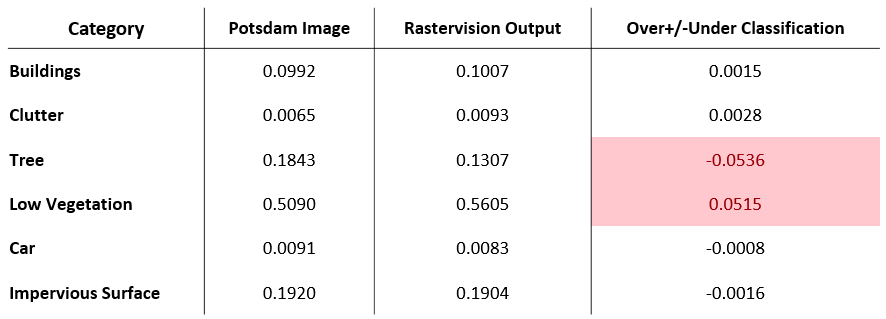 Category Potsdam Image Rastervision Output Over+/-Under Classification
Buildings 0.0992 0.1007 0.0015
Clutter 0.0065 0.0093 0.0028
Tree 0.1843 0.1307 -0.0536
Low Vegetation 0.5090 0.5605 0.0515
Car 0.0091 0.0083 -0.0008
Impervious Surface 0.1920 0.1904 -0.0016